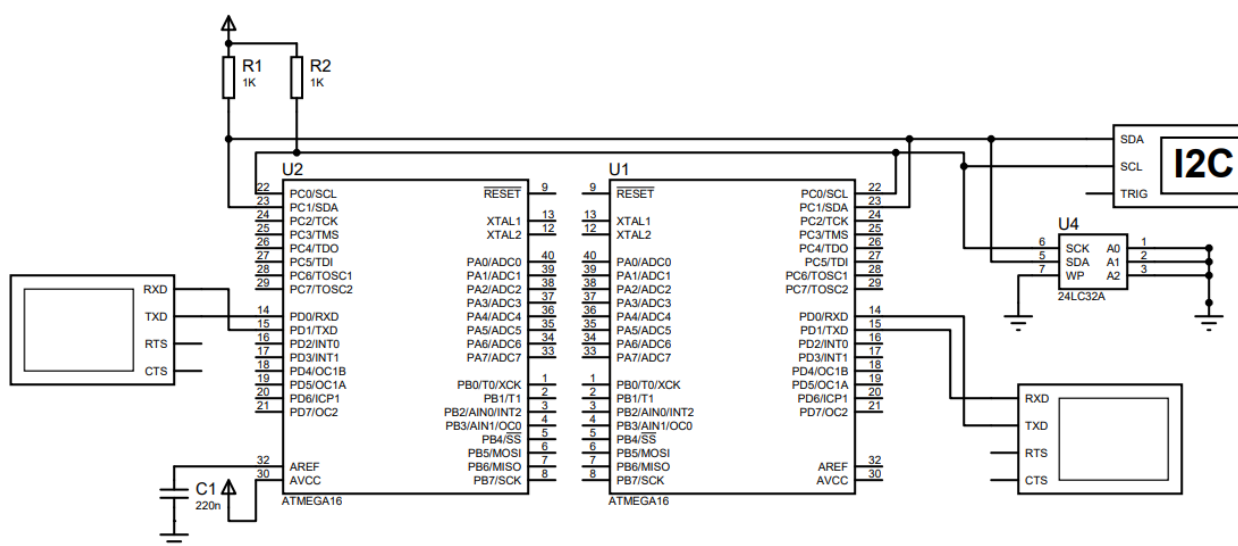 R1
1K
R2
1K
U2
22 PC0/SCL
23 PC1/SDA
24 PC2/TCK
25 PC3/TMS
26 PC4/TDO
27 PC5/TDI
28 PC6/TOSC1
29 PC7/TOSC2
14 PD0/RXD
15 PD1/TXD
16 PD2/INT0
17 PD3/INT1
18 PD4/OC1B
19 PD5/OC1A
20 PD6/ICP1
21 PD7/OC2
32 AREF
30 AVCC
RESET 9
XTAL1 13
XTAL2 12
PA0/ADC0 40
PA1/ADC1 39
PA2/ADC2 38
PA3/ADC3 37
PA4/ADC4 36
PA5/ADC5 35
PA6/ADC6 34
PA7/ADC7 33
PB0/T0/XCK 1
PB1/T1 2
PB2/AIN0/INT2 3
PB3/AIN1/OC0 4
PB4/SS 5
PB5/MOSI 6
PB6/MISO 7
PB7/SCK 8
ATMEGA16
RXD
TXD
RTS
CTS
C1
220n
U1
9 RESET
13 XTAL1
12 XTAL2
40 PA0/ADC0
39 PA1/ADC1
38 PA2/ADC2
37 PA3/ADC3
36 PA4/ADC4
35 PA5/ADC5
34 PA6/ADC6
33 PA7/ADC7
1 PB0/T0/XCK
2 PB1/T1
3 PB2/AIN0/INT2
4 PB3/AIN1/OC0
5 PB4/SS
6 PB5/MOSI
7 PB6/MISO
8 PB7/SCK
PC0/SCL 22
PC1/SDA 23
PC2/TCK 24
PC3/TMS 25
PC4/TDO 26
PC5/TDI 27
PC6/TOSC1 28
PC7/TOSC2 29
PD0/RXD 14
PD1/TXD 15
PD2/INT0 16
PD3/INT1 17
PD4/OC1B 18
PD5/OC1A 19
PD6/ICP1 20
PD7/OC2 21
AREF 32
AVCC 30
ATMEGA16
SDA
SCL
TRIG
I2C
U4
6 SCK A0 1
5 SDA A1 2
7 WP A2 3
24LC32A
RXD
TXD
RTS
CTS